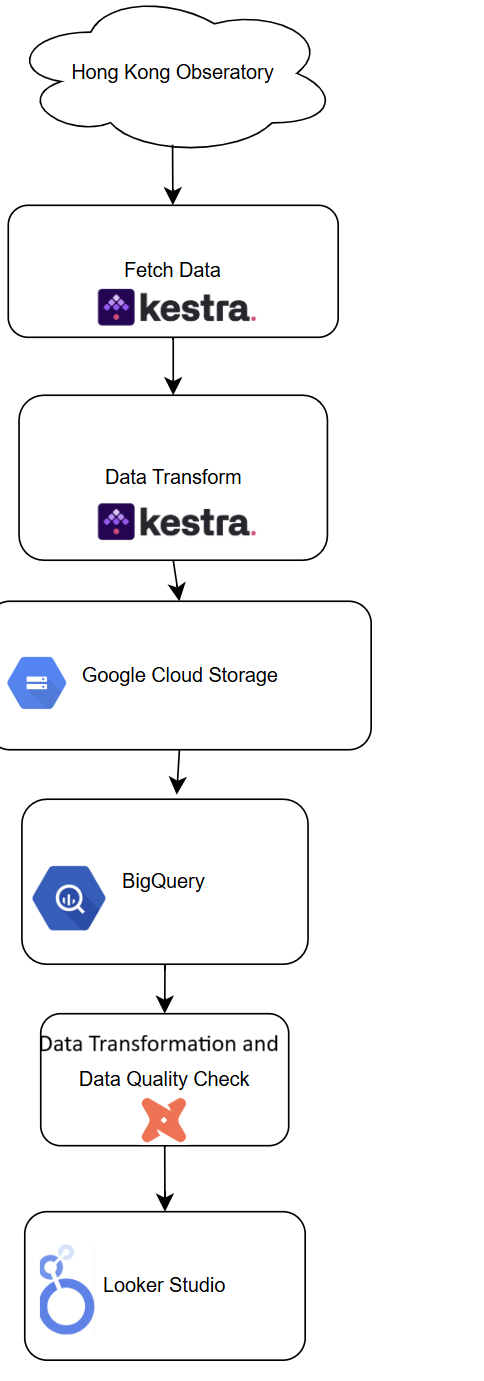 Hong Kong Obseratory
Fetch Data
kestra.
Data Transform
kestra.
Google Cloud Storage
BigQuery
Data Transformation and
Data Quality Check
Looker Studio